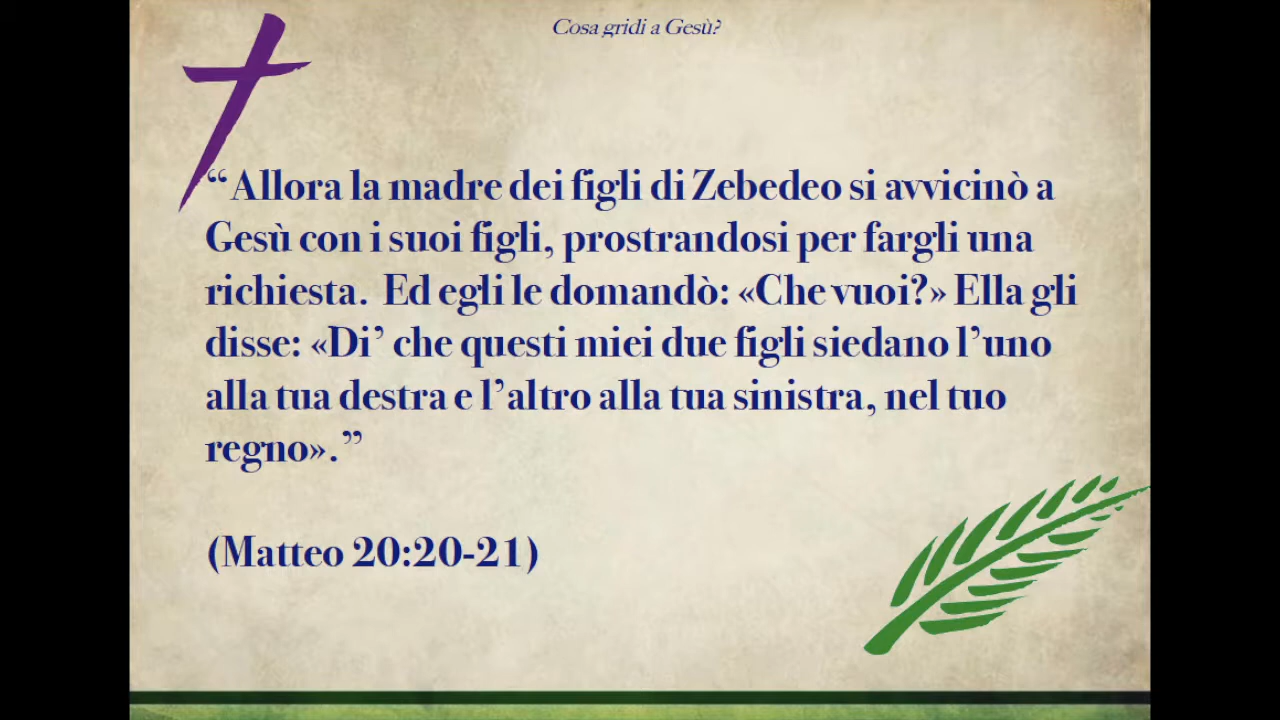 Cosa gridi a Gesù?
“Allora la madre dei figli di Zebedeo si avvicinò a
Gesù con i suoi figli, prostrandosi per fargli una
richiesta. Ed egli le domandò: «Che vuoi?» Ella gli
disse: «Di’ che questi miei due figli siedano l’uno
alla tua destra e l’altro alla tua sinistra, nel tuo
regno».”
(Matteo 20:20-21)